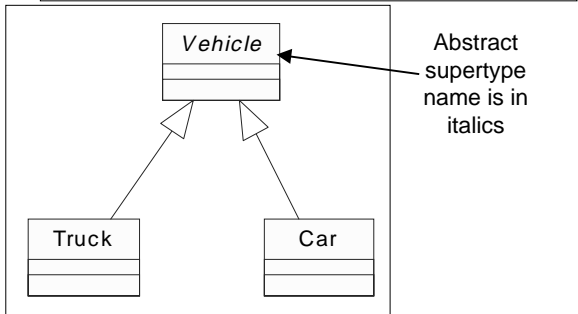 Vehicle
Abstract
supertype
name is in
italics
Truck
Car